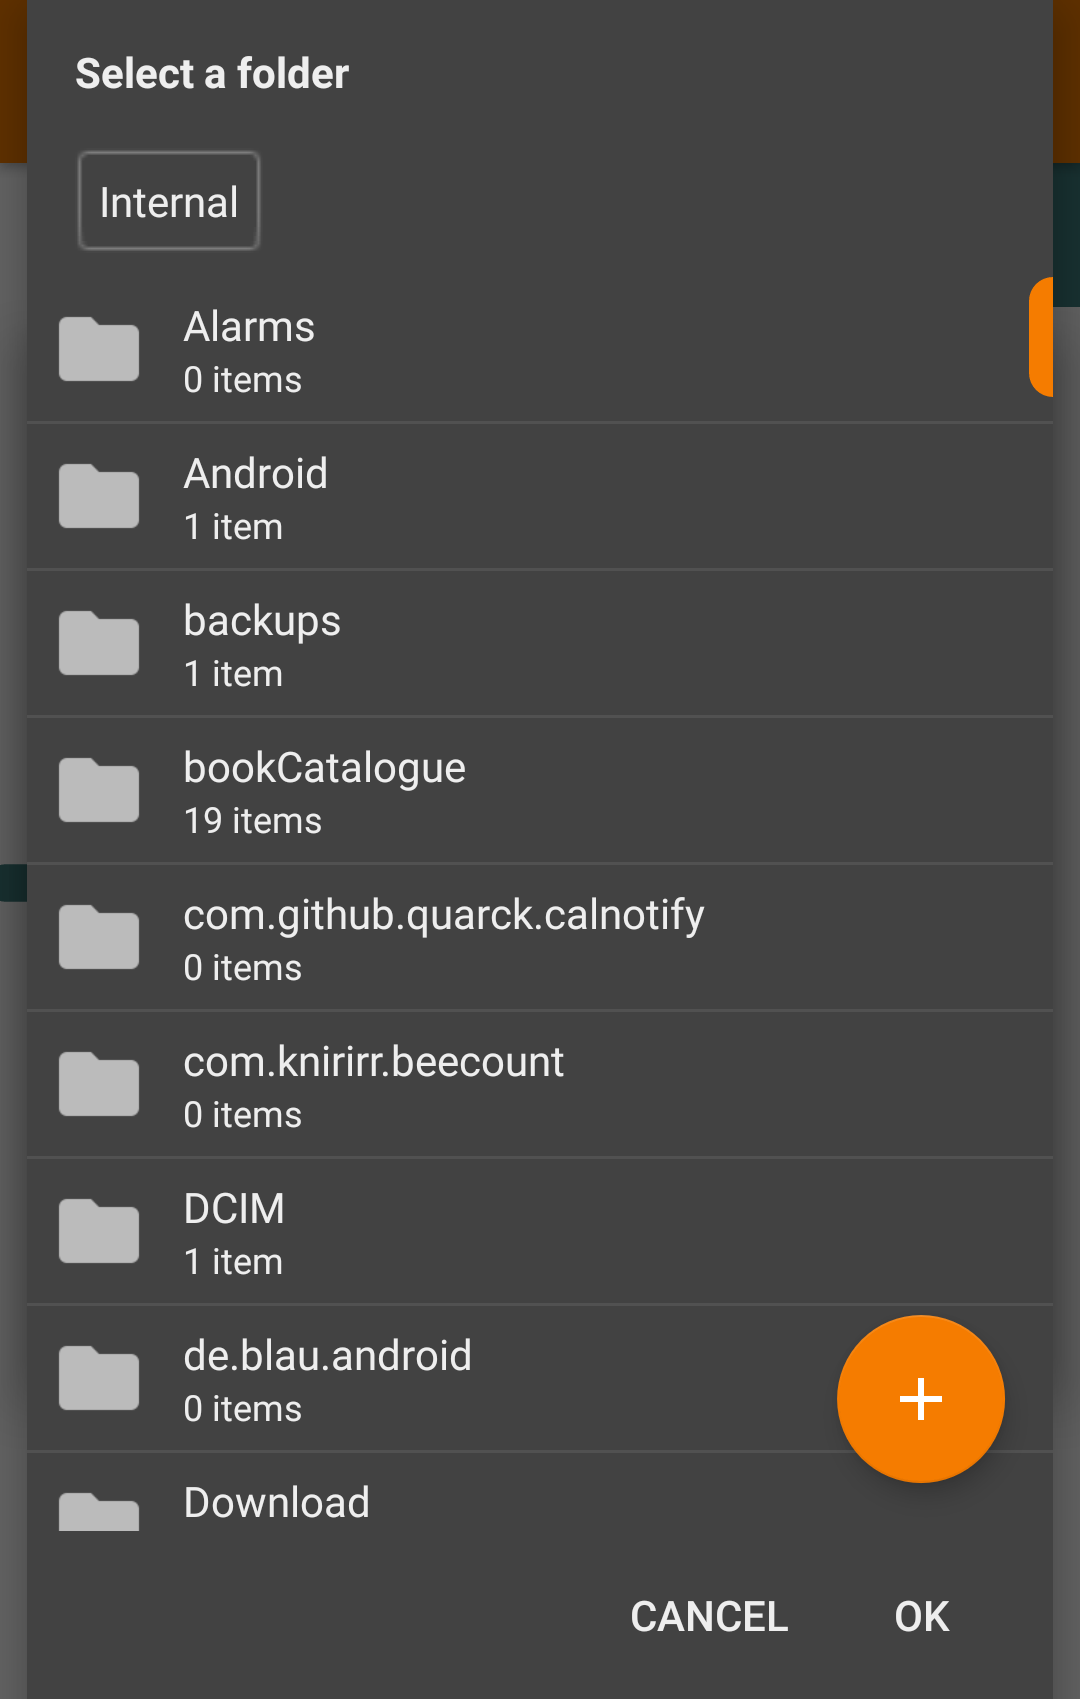 Select a folder
Internal
Alarms
0 items
Android
1 item
backups
1 item
bookCatalogue
19 items
com.github.quarck.calnotify
0 items
com.knirirr.beecount
0 items
DCIM
1 item
de.blau.android
0 items
Download
CANCEL OK